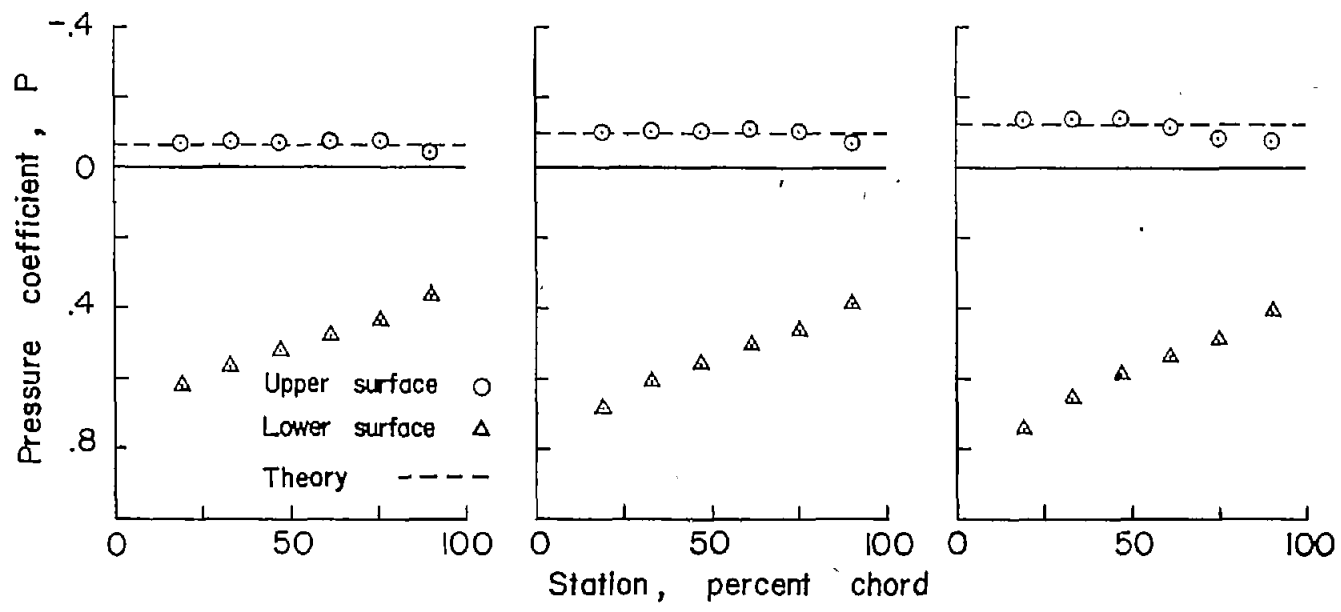 -.4
0
.4
.8
Pressure coefficient, P
Upper surface
Lower surface
Theory
0 50 100
0 50 100
0 50 100
Station, percent chord